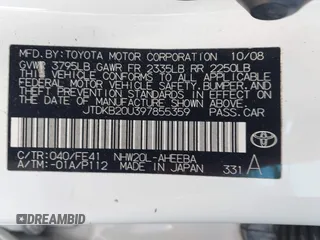 MFD. BY: TOYOTA MOTOR CORPORATION 10/08
GVWR 3795LB GAWR FR 2335LB RR 2250LB
THIS VEHICLE CONFORMS TO ALL APPLICABLE
FEDERAL MOTOR VEHICLE SAFETY, BUMPER, AND
THEFT PREVENTION STANDARDS IN EFFECT ON
THE DATE OF MANUFACTURE SHOWN ABOVE.
JTDKB20U397855359 PASS.CAR
C/TR:040/FE41 NHW20L-AHEEBA
A/TM:-01A/P112 MADE IN JAPAN 331 A
TOYOTA
DREAMBID